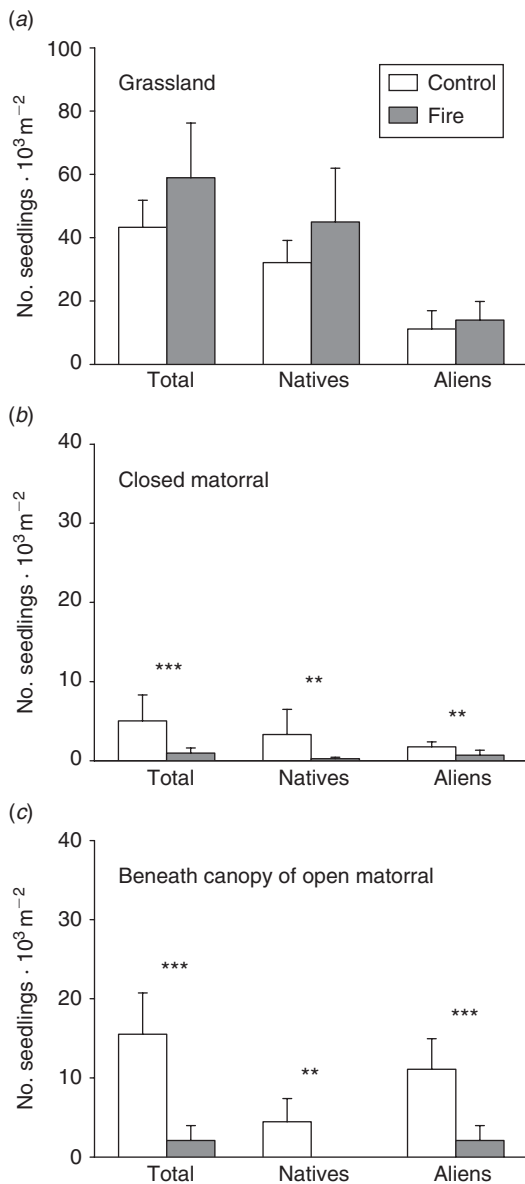 (a)
100
80
60
40
20
0
No. seedlings · 10³ m⁻²
Grassland
Control
Fire
Total Natives Aliens
(b)
40
30
20
10
0
No. seedlings · 10³ m⁻²
Closed matorral
*** ** **
Total Natives Aliens
(c)
40
30
20
10
0
No. seedlings · 10³ m⁻²
Beneath canopy of open matorral
*** ** ***
Total Natives Aliens